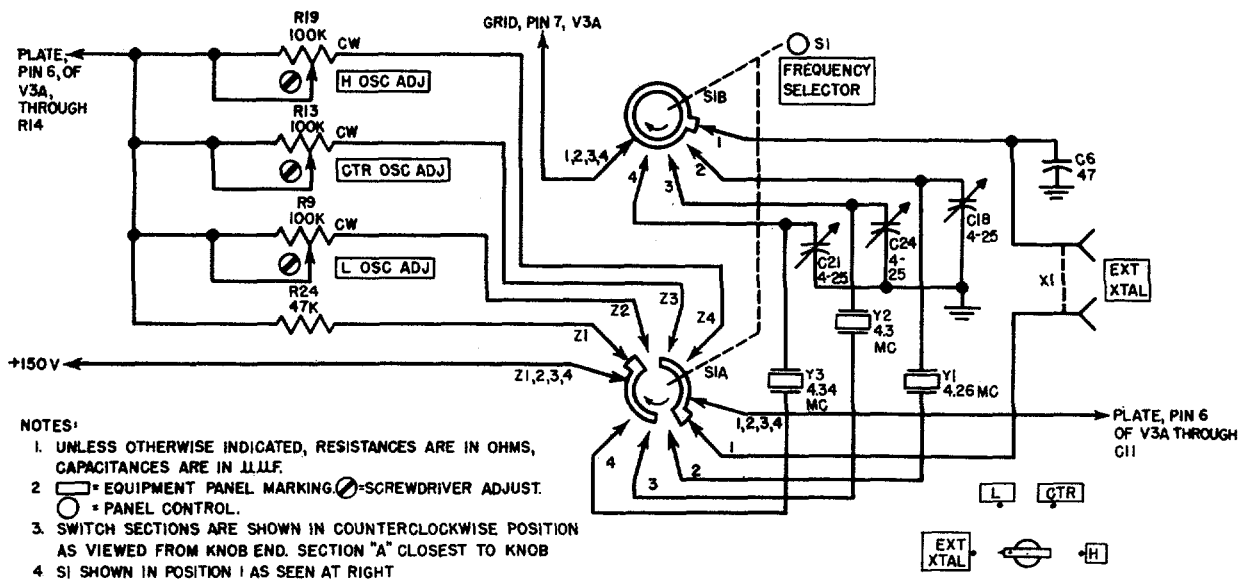 R19
100K
CW
H OSC ADJ
PLATE,
PIN 6, OF
V3A,
THROUGH
R14
R13
100K
CW
CTR OSC ADJ
R9
100K
CW
L OSC ADJ
R24
47K
+150V
GRID, PIN 7, V3A
S1
FREQUENCY
SELECTOR
S1B
1,2,3,4
4
3
2
1
C6
47
C18
4-25
C24
4-
25
C21
4-25
X1
EXT
XTAL
Z1
Z2
Z3
Z4
Z1,2,3,4
S1A
Y2
4.3
MC
Y3
4.34
MC
Y1
4.26 MC
1,2,3,4
1
2
3
4
PLATE, PIN 6
OF V3A THROUGH
C11
NOTES:
1. UNLESS OTHERWISE INDICATED, RESISTANCES ARE IN OHMS,
CAPACITANCES ARE IN UUF.
2 = EQUIPMENT PANEL MARKING. =SCREWDRIVER ADJUST.
= PANEL CONTROL.
3. SWITCH SECTIONS ARE SHOWN IN COUNTERCLOCKWISE POSITION
AS VIEWED FROM KNOB END. SECTION "A" CLOSEST TO KNOB
4 S1 SHOWN IN POSITION 1 AS SEEN AT RIGHT
L
CTR
EXT
XTAL
H